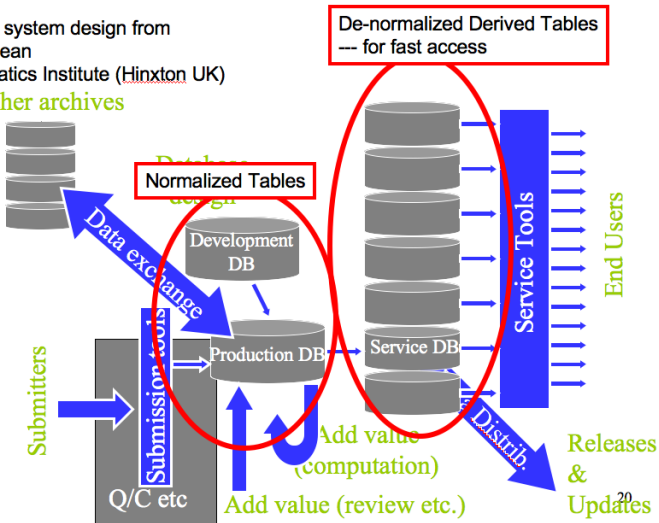 system design from
ean
atics Institute (Hinxton UK)
her archives
De-normalized Derived Tables
--- for fast access
Database
design
Normalized Tables
Development
DB
Data exchange
Production DB
Service DB
Service Tools
End Users
Submitters
Submission tools
Q/C etc
Add value
(computation)
Add value (review etc.)
Distrib.
Releases
&
Updates
20